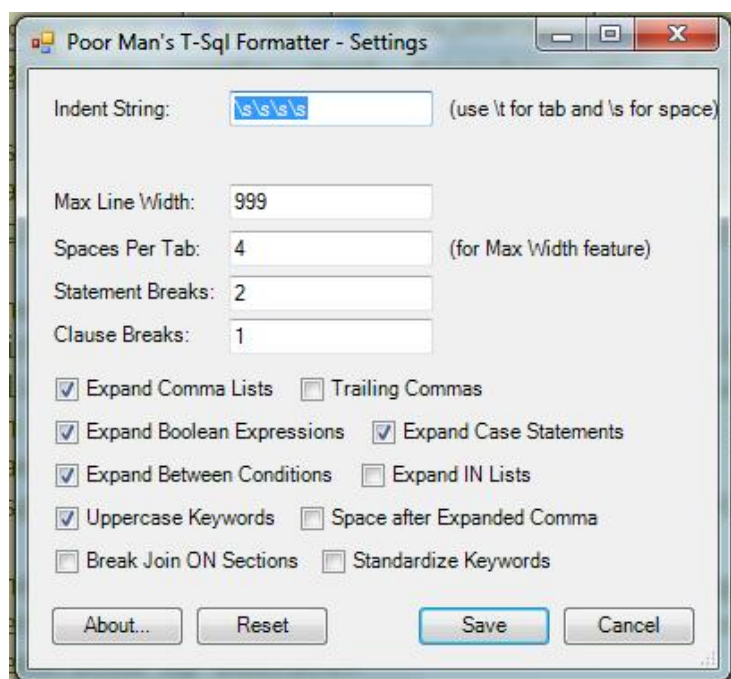 Poor Man's T-Sql Formatter - Settings
Indent String: \s\s\s\s (use \t for tab and \s for space)
Max Line Width: 999
Spaces Per Tab: 4 (for Max Width feature)
Statement Breaks: 2
Clause Breaks: 1
Expand Comma Lists Trailing Commas
Expand Boolean Expressions Expand Case Statements
Expand Between Conditions Expand IN Lists
Uppercase Keywords Space after Expanded Comma
Break Join ON Sections Standardize Keywords
About... Reset Save Cancel